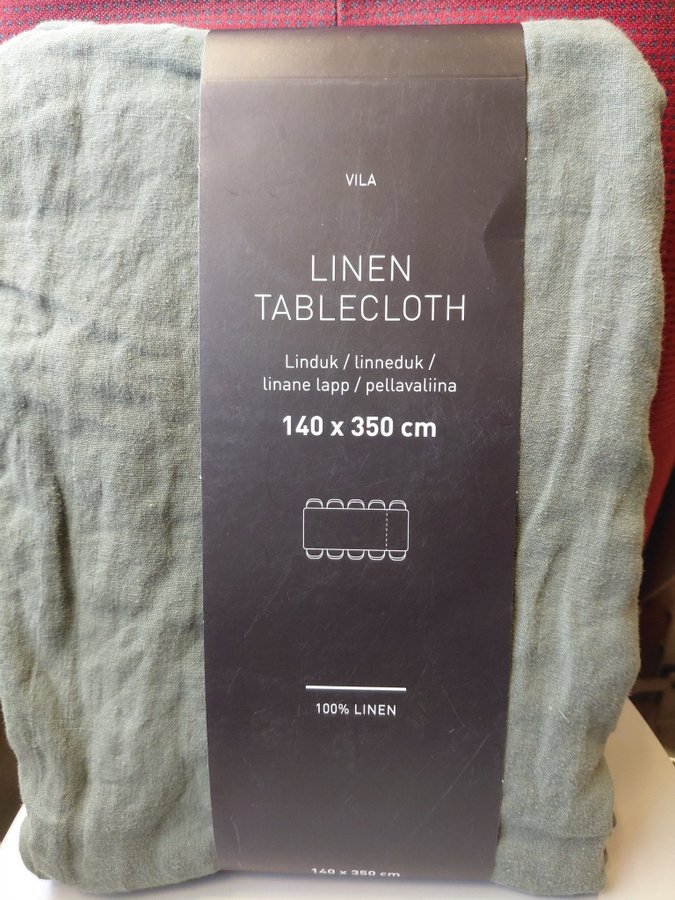 VILA
LINEN
TABLECLOTH
Linduk / linneduk /
linane lapp / pellavaliina
140 x 350 cm
100% LINEN
140 x 350 cm